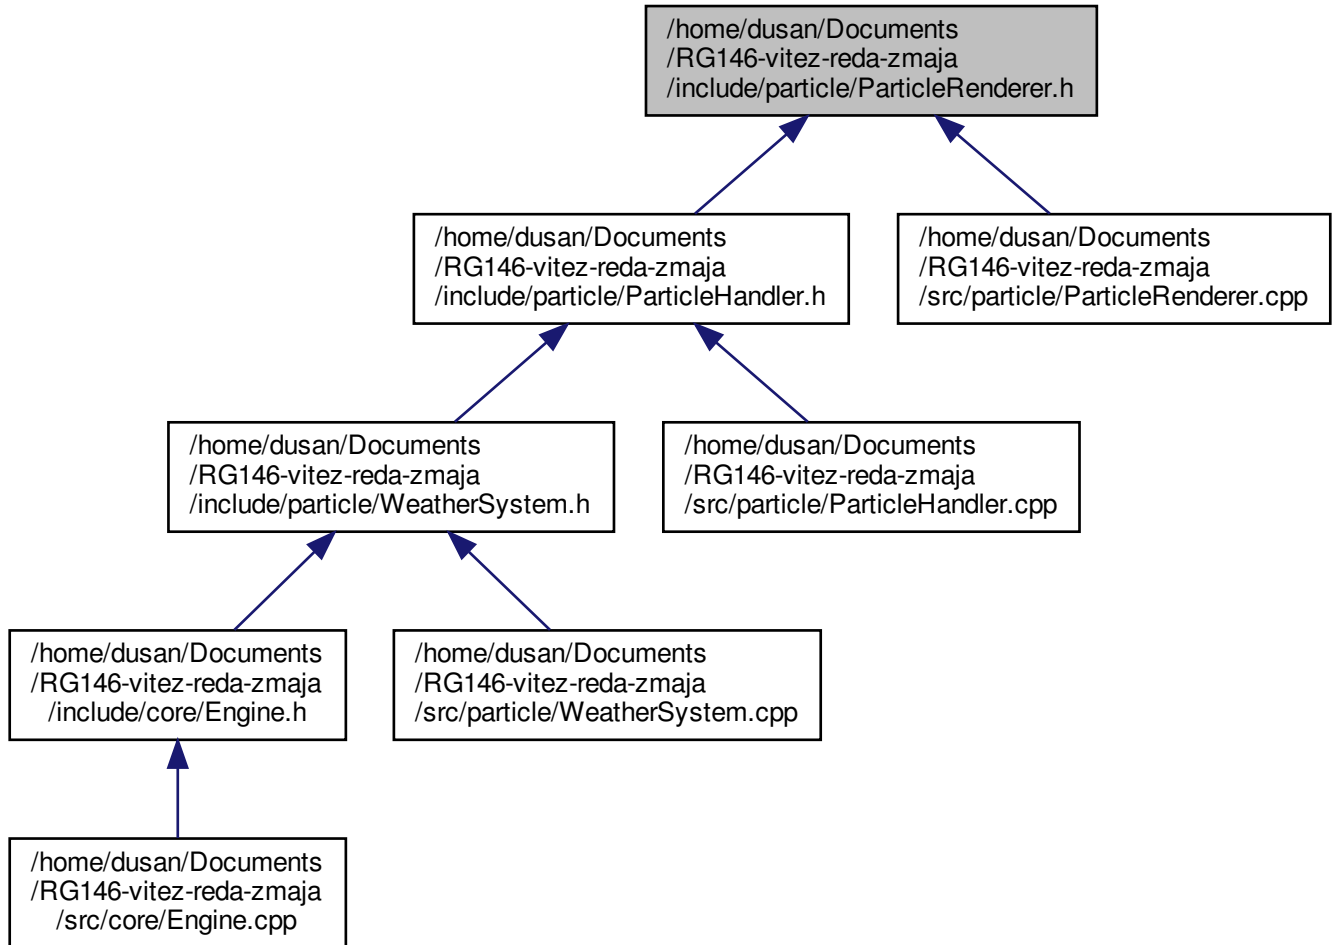 /home/dusan/Documents
/RG146-vitez-reda-zmaja
/include/particle/ParticleRenderer.h
/home/dusan/Documents
/RG146-vitez-reda-zmaja
/include/particle/ParticleHandler.h
/home/dusan/Documents
/RG146-vitez-reda-zmaja
/src/particle/ParticleRenderer.cpp
/home/dusan/Documents
/RG146-vitez-reda-zmaja
/include/particle/WeatherSystem.h
/home/dusan/Documents
/RG146-vitez-reda-zmaja
/src/particle/ParticleHandler.cpp
/home/dusan/Documents
/RG146-vitez-reda-zmaja
/include/core/Engine.h
/home/dusan/Documents
/RG146-vitez-reda-zmaja
/src/particle/WeatherSystem.cpp
/home/dusan/Documents
/RG146-vitez-reda-zmaja
/src/core/Engine.cpp